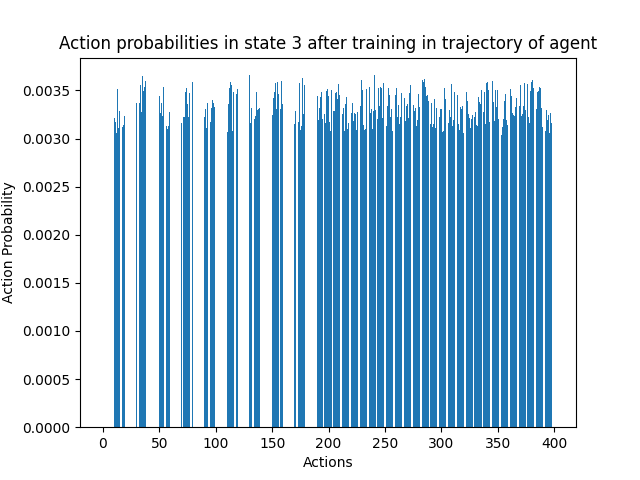 Action probabilities in state 3 after training in trajectory of agent
Action Probability
0.0035
0.0030
0.0025
0.0020
0.0015
0.0010
0.0005
0.0000
0 50 100 150 200 250 300 350 400
Actions